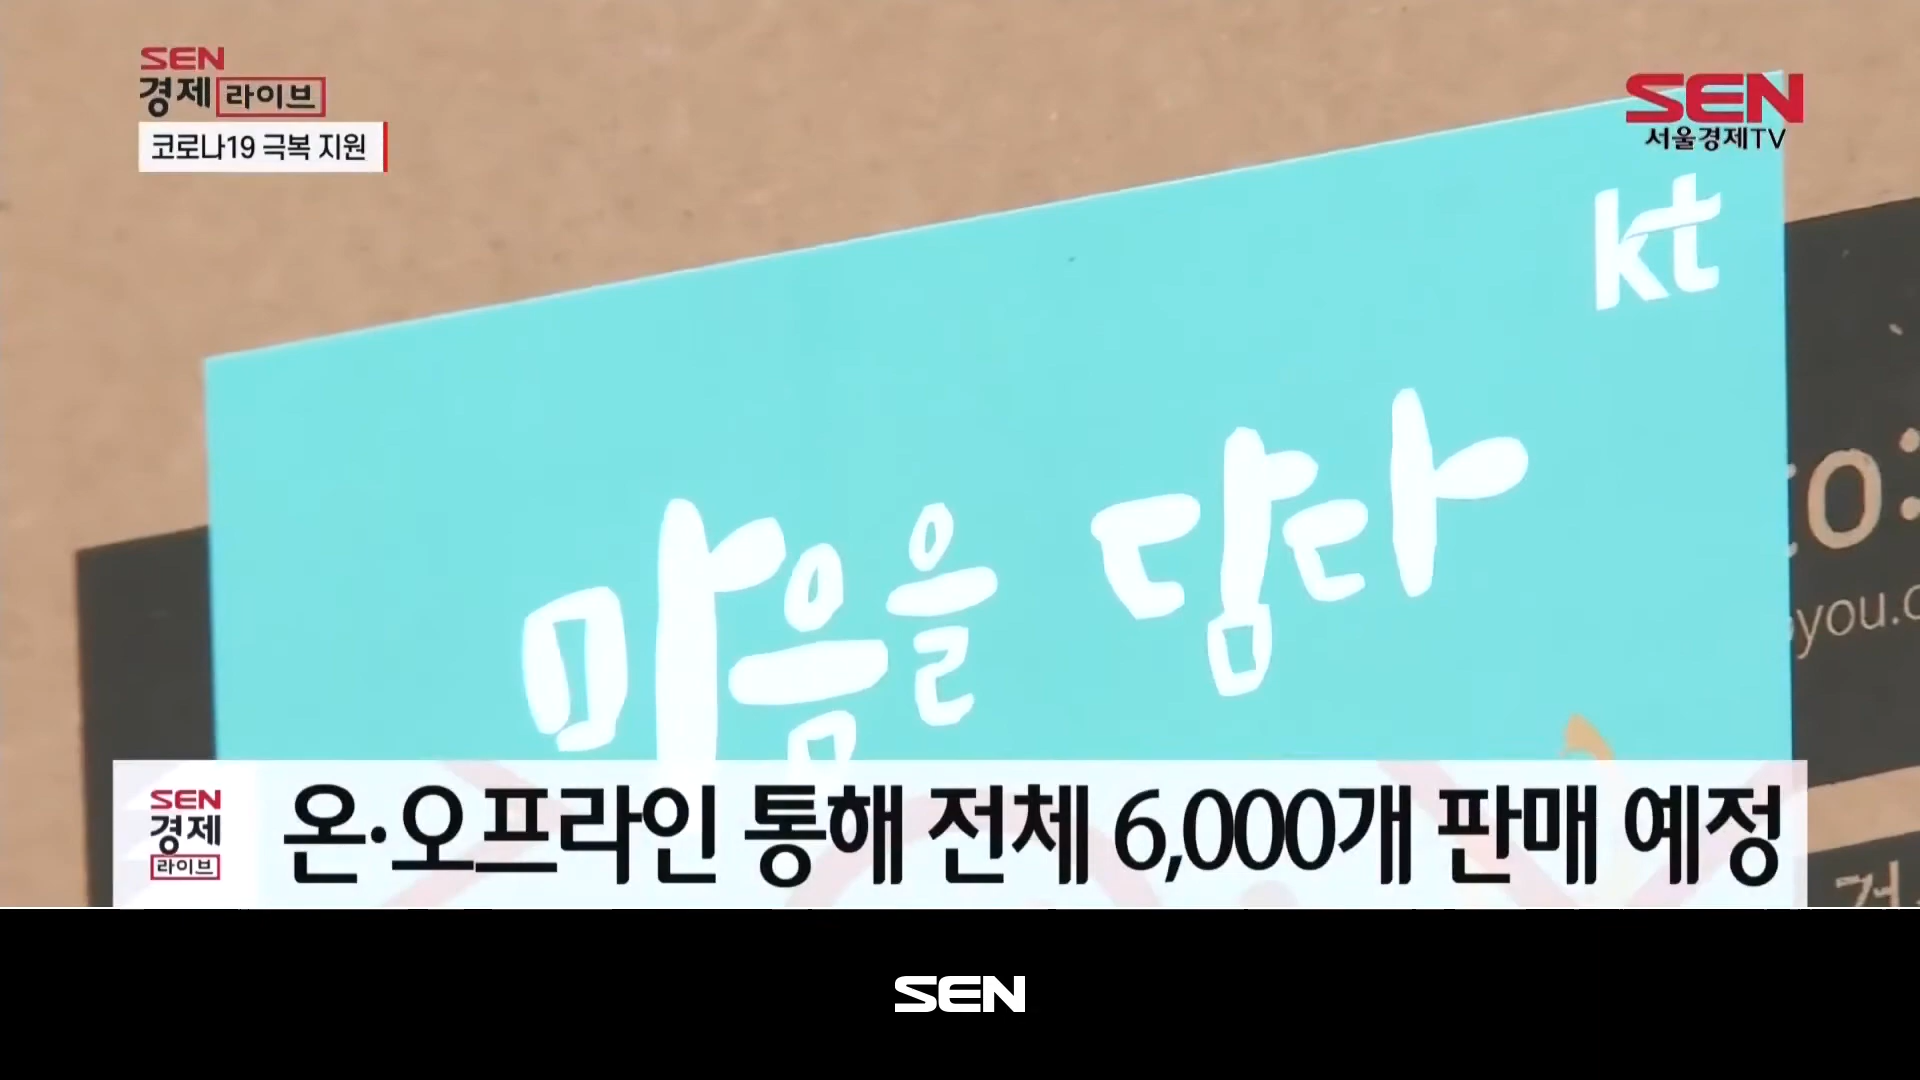 SEN
경제 라이브
코로나19 극복 지원
SEN
서울경제TV
kt
마음을 담다
to:
you.c
SEN
경제
라이브
온·오프라인 통해 전체 6,000개 판매 예정
SEN